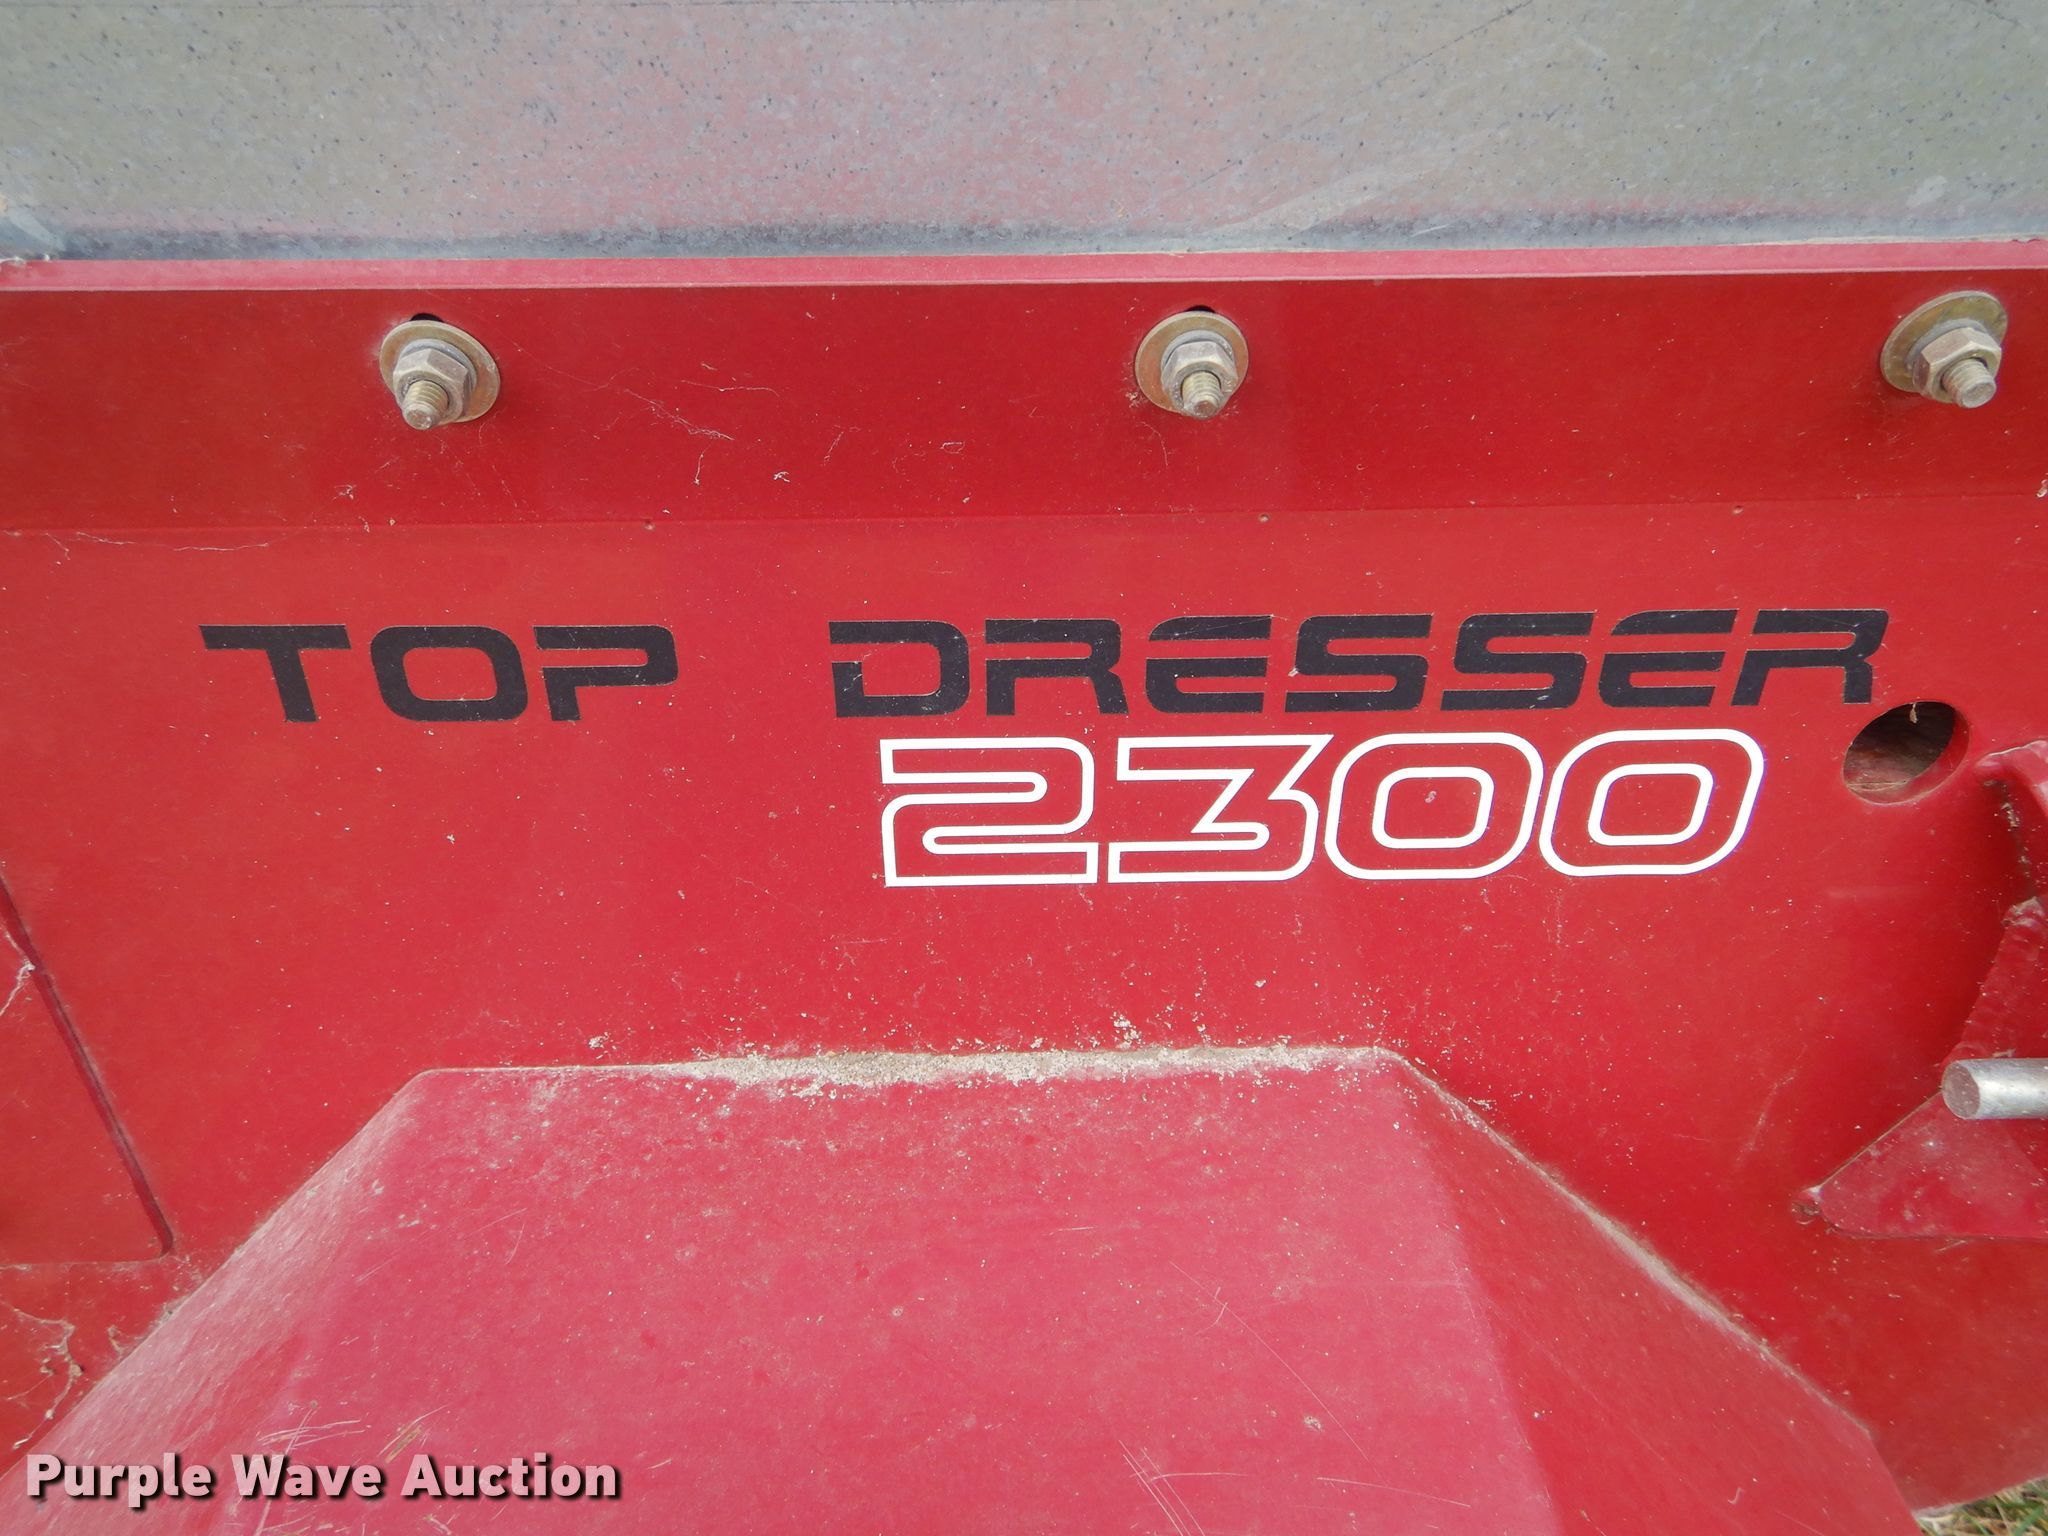 TOP DRESSER
2300
Purple Wave Auction